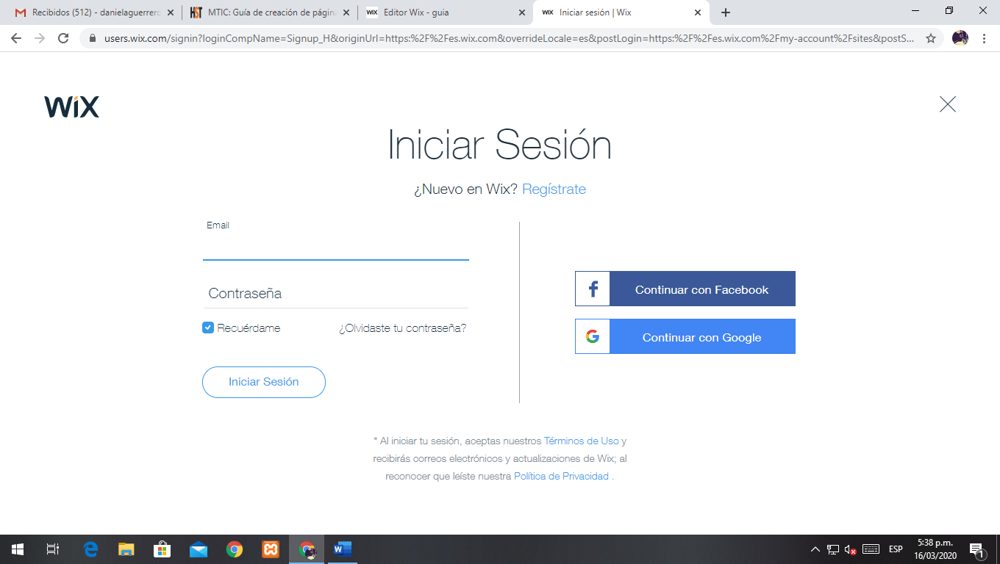 Recibidos (512) - danielaguerrero
MTIC: Guía de creación de página
WIX Editor Wix - guia
WIX Iniciar sesión | Wix
users.wix.com/signin?loginCompName=Signup_H&originUrl=https:%2F%2Fes.wix.com&overrideLocale=es&postLogin=https:%2F%2Fes.wix.com%2Fmy-account%2Fsites&postS...
WiX
Iniciar Sesión
¿Nuevo en Wix? Regístrate
Email
Contraseña
Recuérdame
¿Olvidaste tu contraseña?
Iniciar Sesión
f Continuar con Facebook
G Continuar con Google
* Al iniciar tu sesión, aceptas nuestros Términos de Uso y
recibirás correos electrónicos y actualizaciones de Wix; al
reconocer que leíste nuestra Política de Privacidad .
ESP
5:38 p.m.
16/03/2020
1